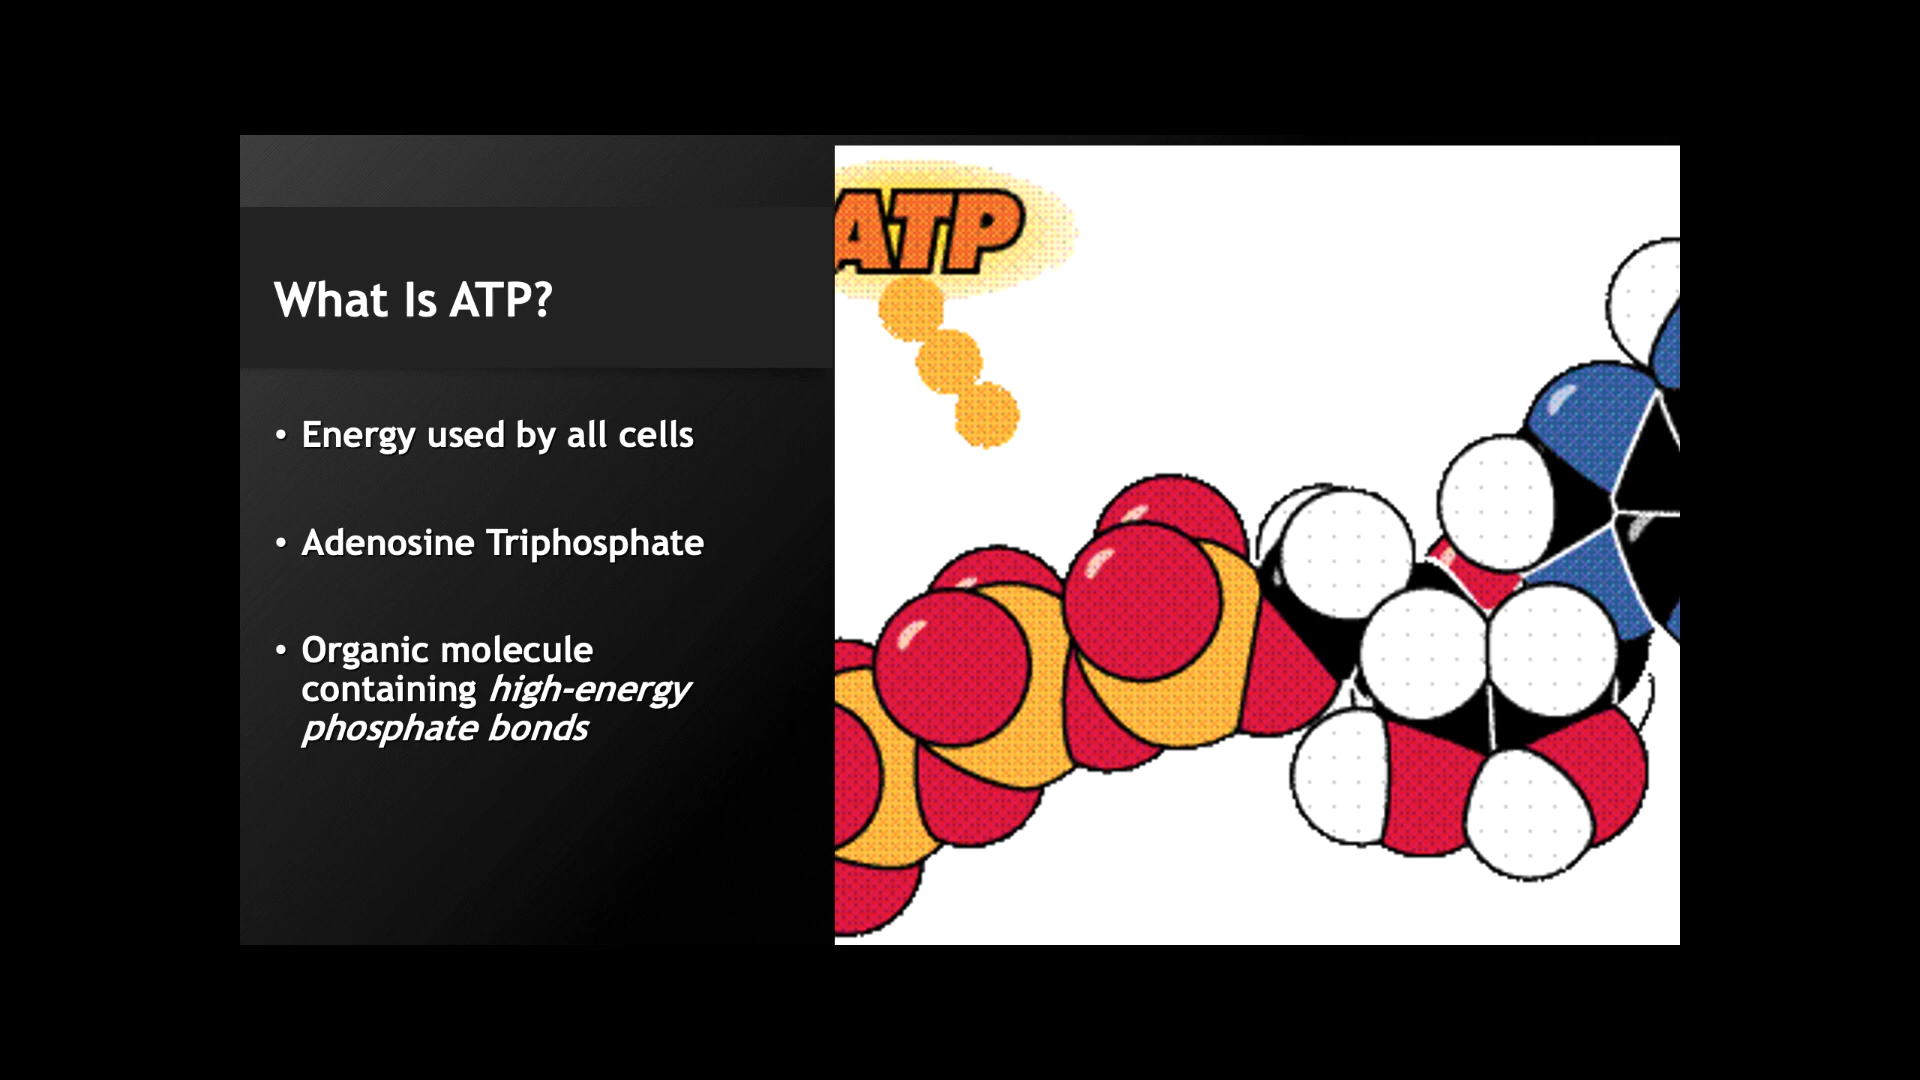 What Is ATP?
• Energy used by all cells
• Adenosine Triphosphate
• Organic molecule
containing high-energy
phosphate bonds
ATP